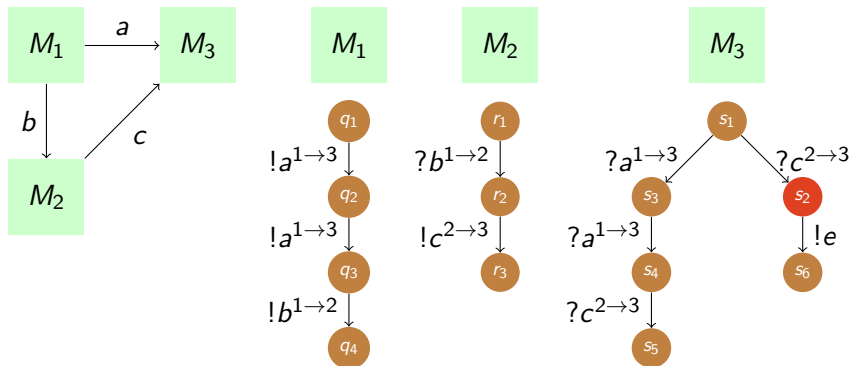 M₁ a M₃ M₁ M₂ M₃
b c
M₂
q₁ r₁ s₁
!a¹→³ ?b¹→² ?a¹→³ ?c²→³
q₂ r₂ s₃ s₂
!a¹→³ !c²→³ ?a¹→³ !e
q₃ r₃ s₄ s₆
!b¹→² ?c²→³
q₄ s₅